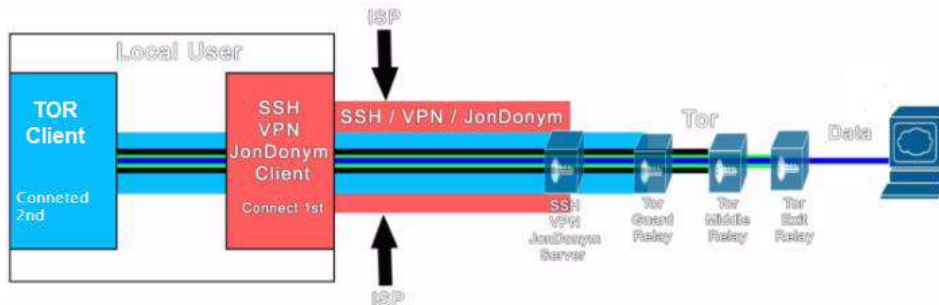 ISP
Local User
TOR
Client
Conneted
2nd
SSH
VPN
JonDonym
Client
Connect 1st
SSH / VPN / JonDonym
Tor
Data
SSH
VPN
JonDonym
Server
Tor
Guard
Relay
Tor
Middle
Relay
Tor
Exit
Relay
ISP